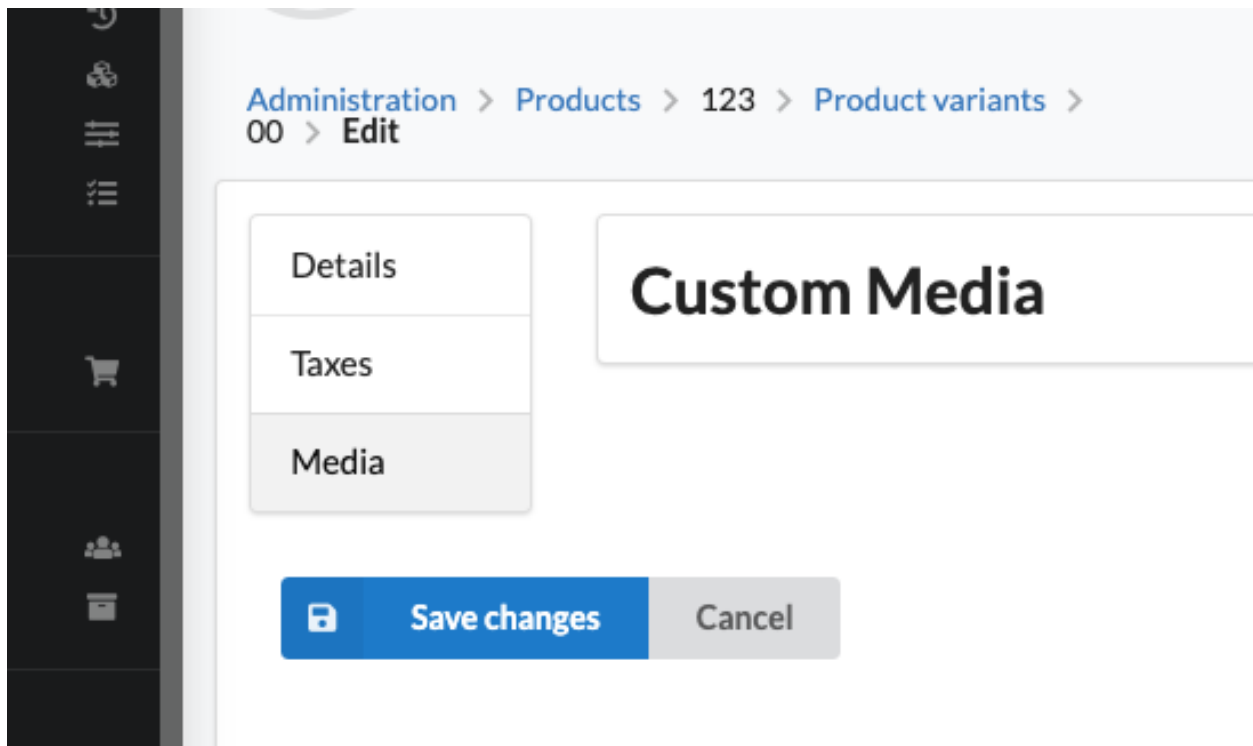 Administration > Products > 123 > Product variants >
00 > Edit
Details
Taxes
Media
Custom Media
Save changes
Cancel